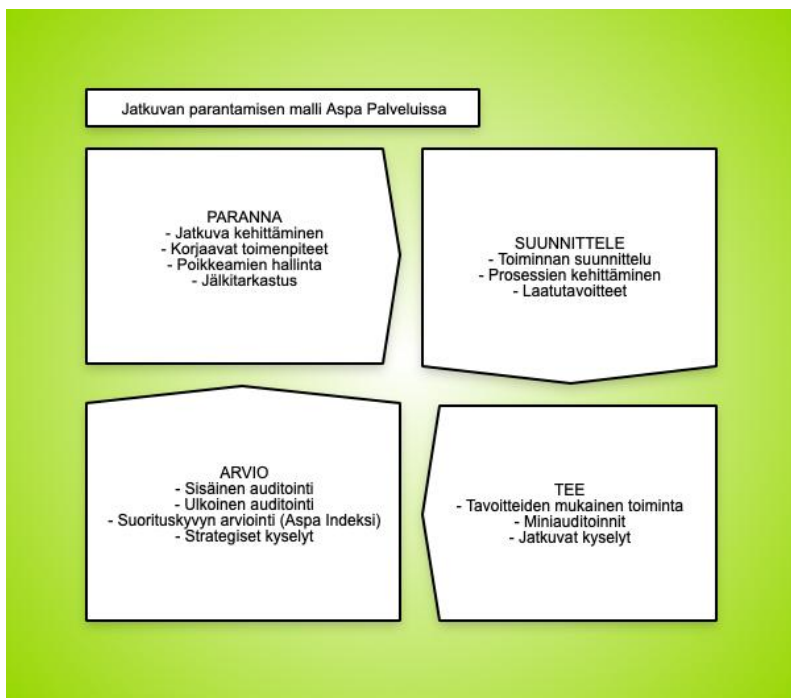 Jatkuvan parantamisen malli Aspa Palveluissa
PARANNA
- Jatkuva kehittäminen
- Korjaavat toimenpiteet
- Poikkeamien hallinta
- Jälkitarkastus
SUUNNITTELE
- Toiminnan suunnittelu
- Prosessien kehittäminen
- Laatutavoitteet
ARVIO
- Sisäinen auditointi
- Ulkoinen auditointi
- Suorituskyvyn arviointi (Aspa Indeksi)
- Strategiset kyselyt
TEE
- Tavoitteiden mukainen toiminta
- Miniauditoinnit
- Jatkuvat kyselyt